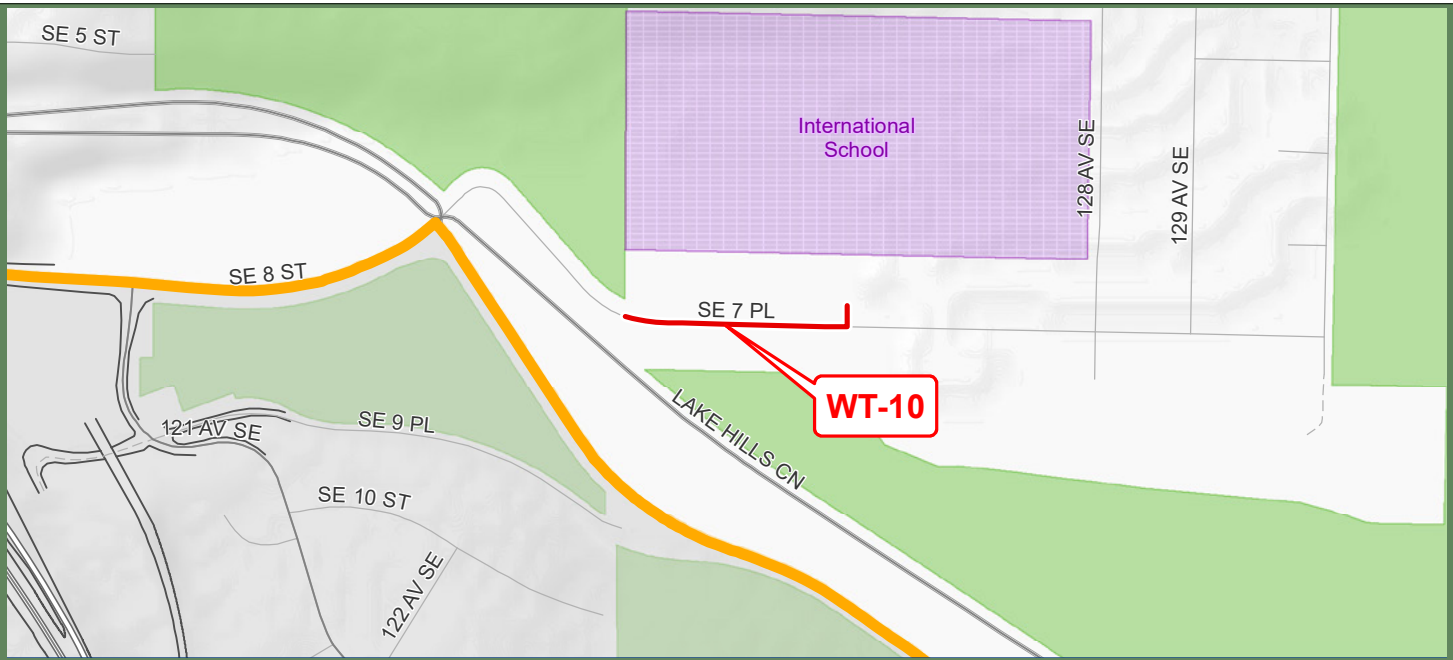 SE 5 ST
International
School
128 AV SE
129 AV SE
SE 8 ST
SE 7 PL
WT-10
LAKE HILLS CN
121 AV SE
SE 9 PL
SE 10 ST
122 AV SE